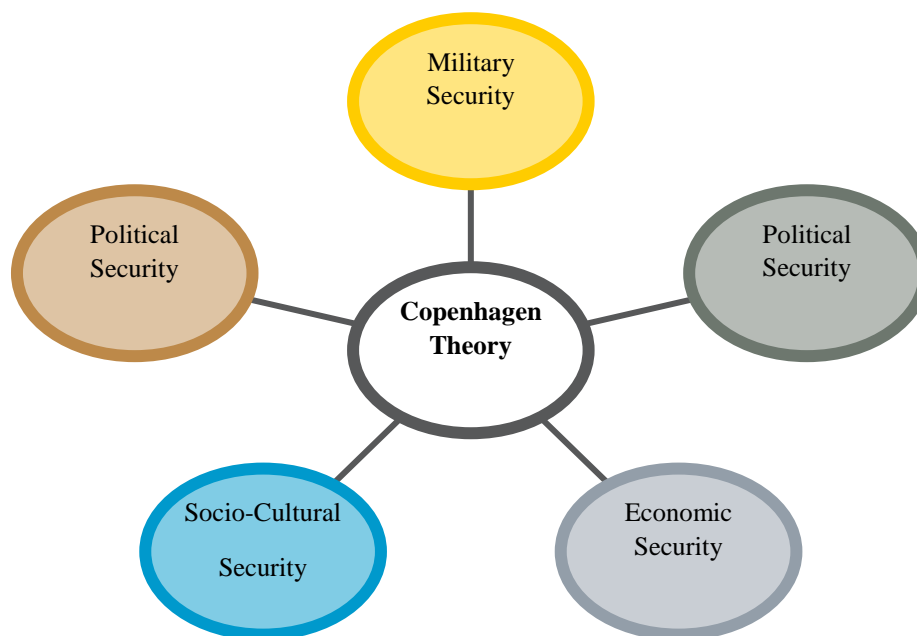 Military
Security
Political
Security
Political
Security
Copenhagen
Theory
Socio-Cultural
Security
Economic
Security